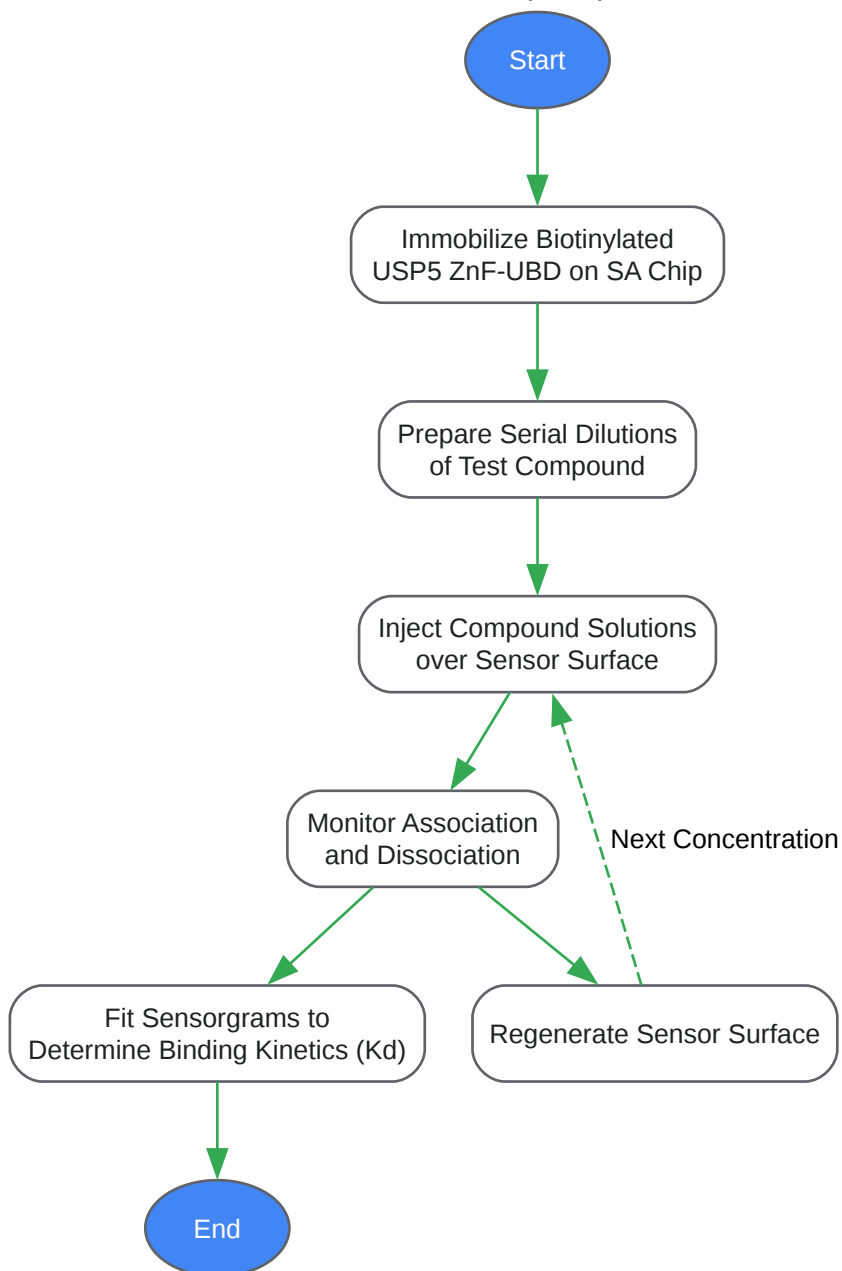 Start
Immobilize Biotinylated
USP5 ZnF-UBD on SA Chip
Prepare Serial Dilutions
of Test Compound
Inject Compound Solutions
over Sensor Surface
Monitor Association
and Dissociation
Next Concentration
Fit Sensorgrams to
Determine Binding Kinetics (Kd)
Regenerate Sensor Surface
End